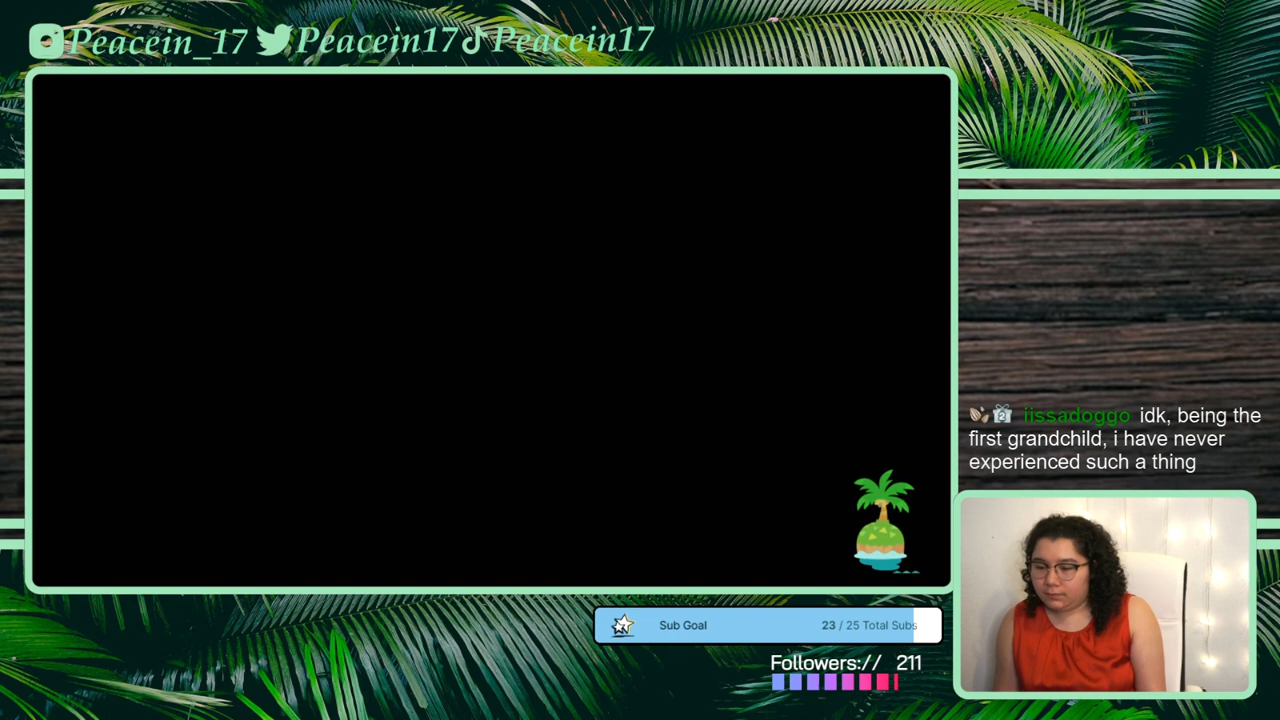 Peacein_17 Peacein17 Peacein17
iissadoggo idk, being the
first grandchild, i have never
experienced such a thing
Sub Goal 23 / 25 Total Subs
Followers:// 211